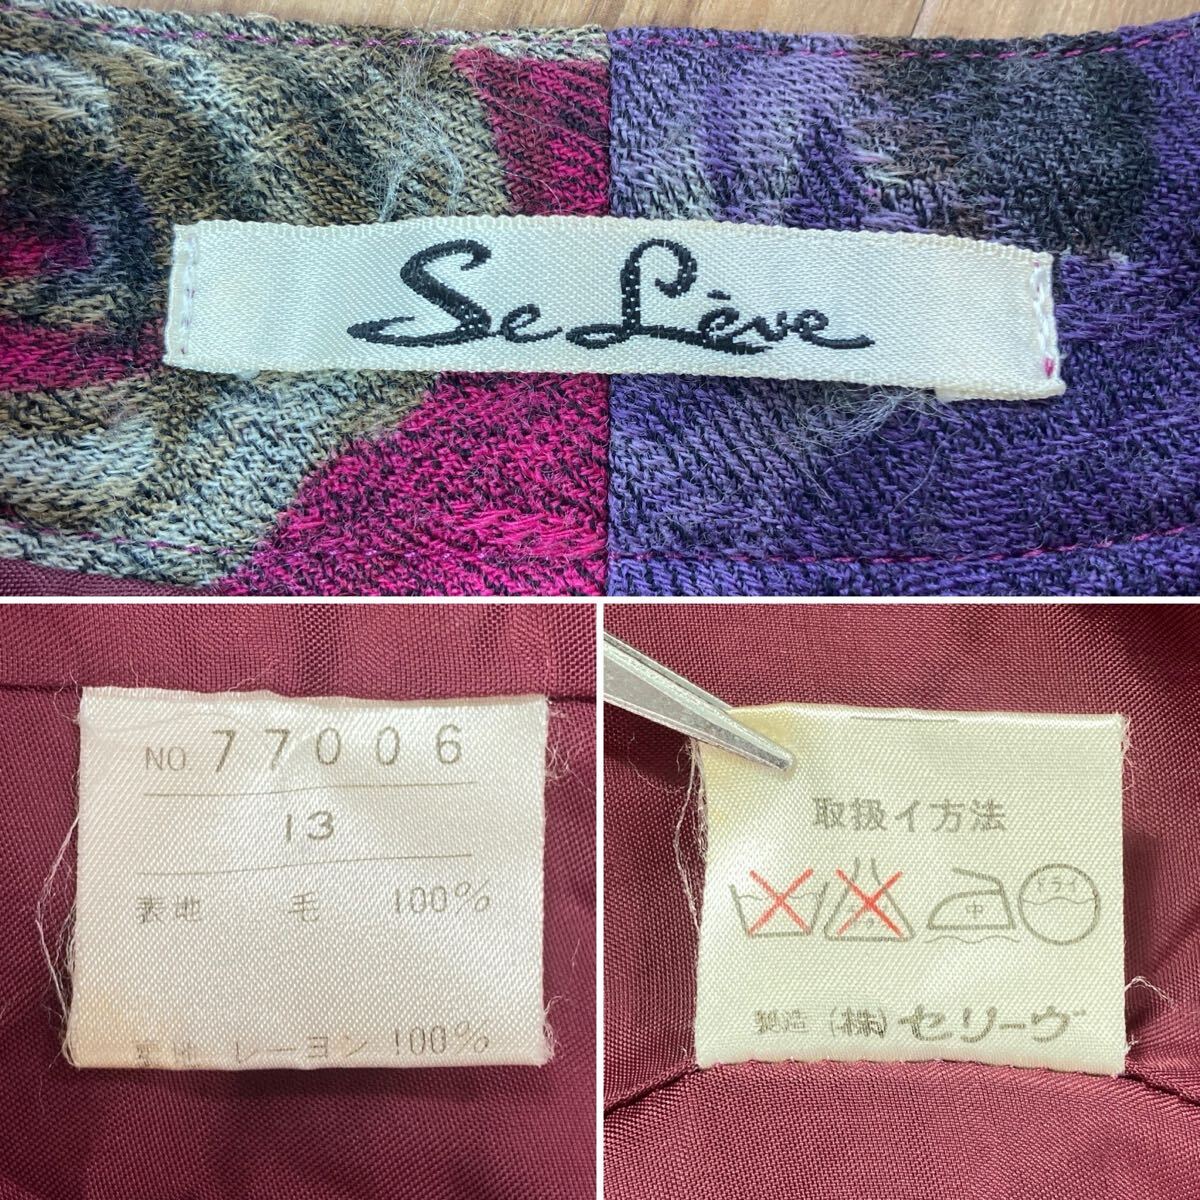 Se Lève
NO 77006
13
表地 毛 100%
裏地 レーヨン 100%
取扱イ方法
中 ドライ
製造 (株) セリーヴ